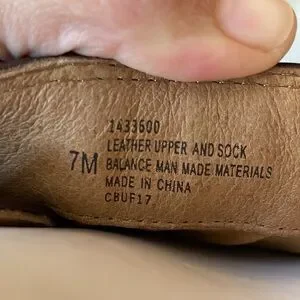 1433600
LEATHER UPPER AND SOCK
7M BALANCE MAN MADE MATERIALS
MADE IN CHINA
CBUF17